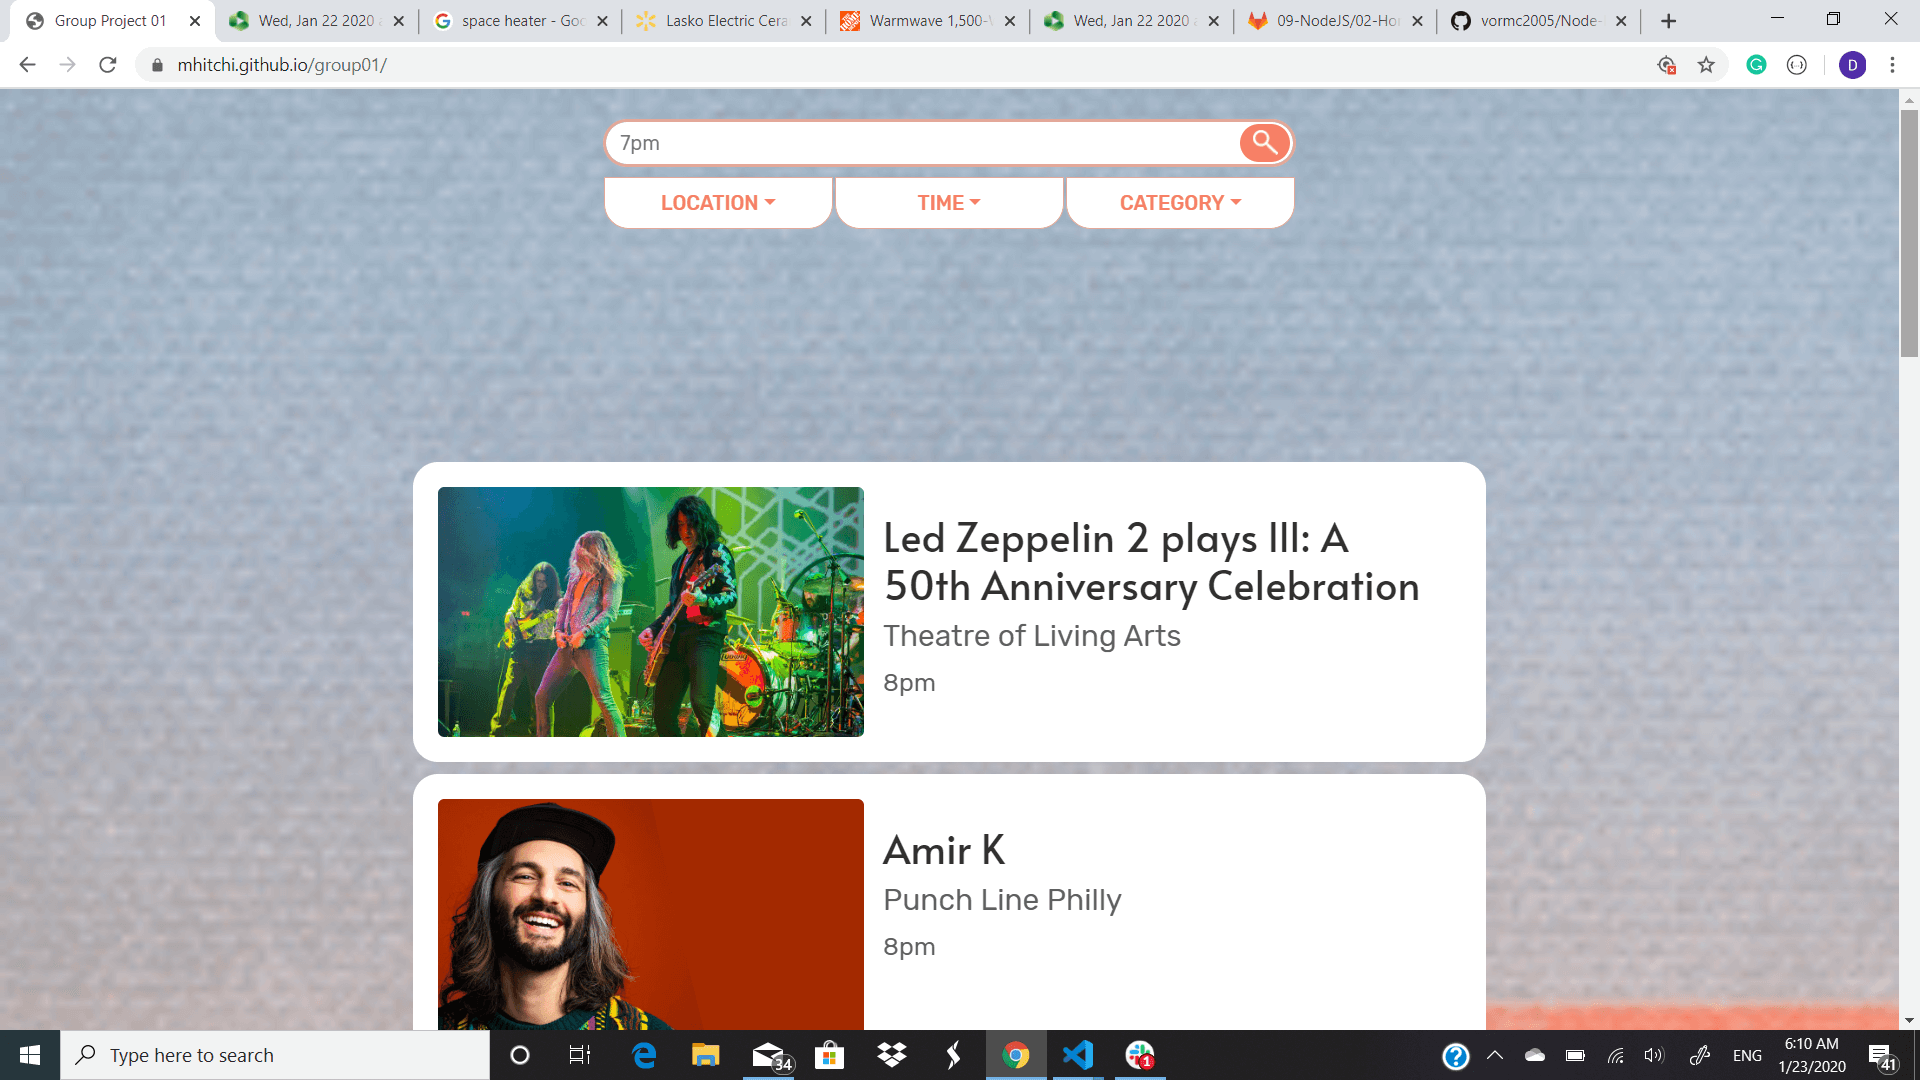 Group Project 01
Wed, Jan 22 2020
space heater - Goo
Lasko Electric Cera
Warmwave 1,500-
Wed, Jan 22 2020
09-NodeJS/02-Ho
vormc2005/Node-
mhitchi.github.io/group01/
D
7pm
LOCATION
TIME
CATEGORY
Led Zeppelin 2 plays III: A
50th Anniversary Celebration
Theatre of Living Arts
8pm
Amir K
Punch Line Philly
8pm
Type here to search
34
1
ENG
6:10 AM
1/23/2020
41